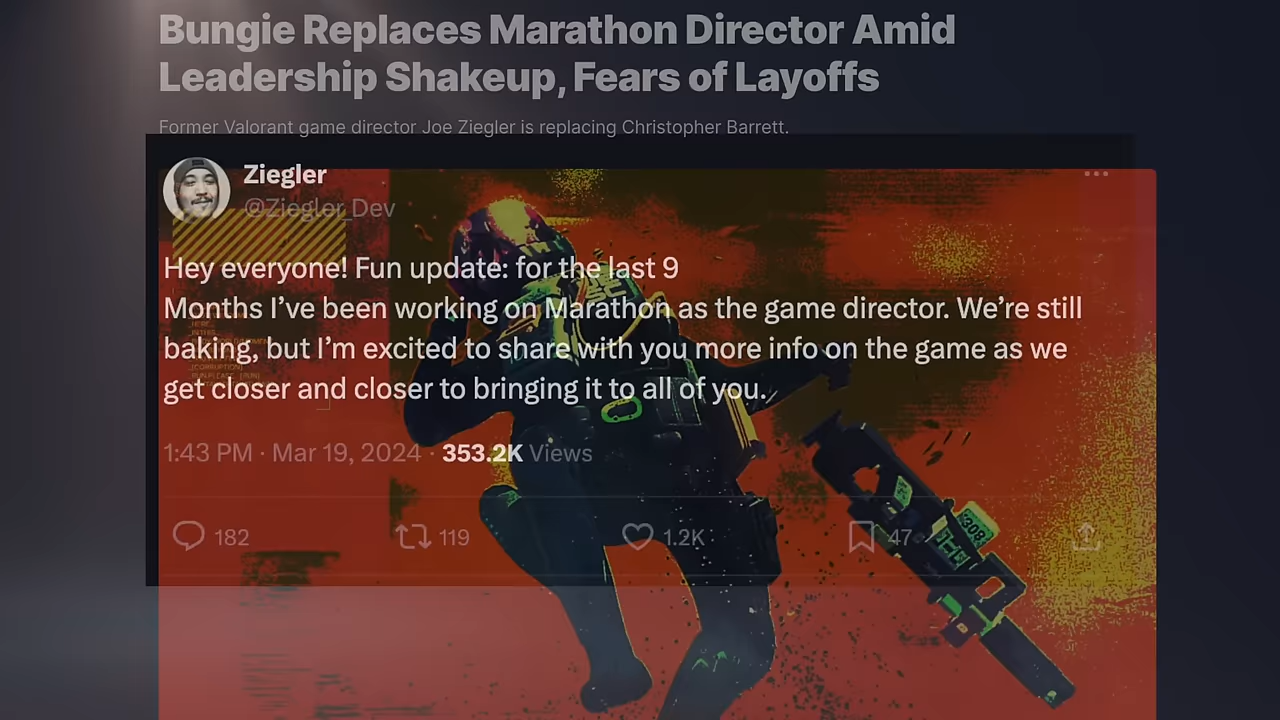 Bungie Replaces Marathon Director Amid
Leadership Shakeup, Fears of Layoffs
Former Valorant game director Joe Ziegler is replacing Christopher Barrett.
Ziegler
@Ziegler_Dev
Hey everyone! Fun update: for the last 9
Months I’ve been working on Marathon as the game director. We’re still
baking, but I’m excited to share with you more info on the game as we
get closer and closer to bringing it to all of you.
1:43 PM · Mar 19, 2024 · 353.2K Views
182 119 1.2K 47
308